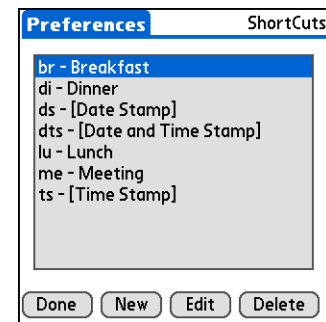 Preferences ShortCuts
br - Breakfast
di - Dinner
ds - [Date Stamp]
dts - [Date and Time Stamp]
lu - Lunch
me - Meeting
ts - [Time Stamp]
Done New Edit Delete